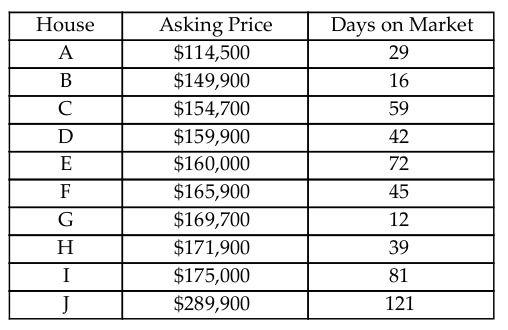 House Asking Price Days on Market
A $114,500 29
B $149,900 16
C $154,700 59
D $159,900 42
E $160,000 72
F $165,900 45
G $169,700 12
H $171,900 39
I $175,000 81
J $289,900 121